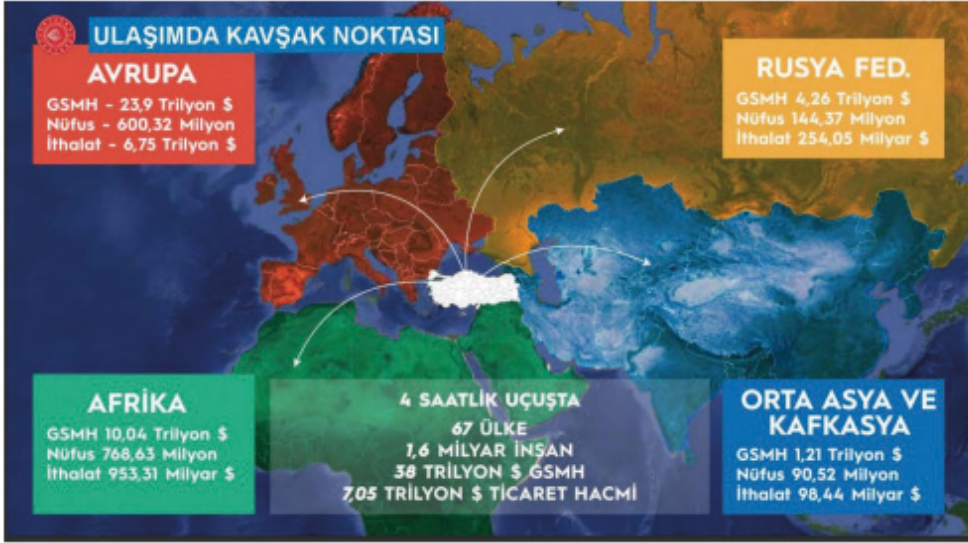 ULAŞIMDA KAVŞAK NOKTASI
AVRUPA
GSMH - 23,9 Trilyon $
Nüfus - 600,32 Milyon
İthalat - 6,75 Trilyon $
RUSYA FED.
GSMH 4,26 Trilyon $
Nüfus 144,37 Milyon
İthalat 254,05 Milyar $
AFRİKA
GSMH 10,04 Trilyon $
Nüfus 768,63 Milyon
İthalat 953,31 Milyar $
4 SAATLİK UÇUŞTA
67 ÜLKE
1,6 MİLYAR İNSAN
38 TRİLYON $ GSMH
7,05 TRİLYON $ TİCARET HACMİ
ORTA ASYA VE
KAFKASYA
GSMH 1,21 Trilyon $
Nüfus 90,52 Milyon
İthalat 98,44 Milyar $